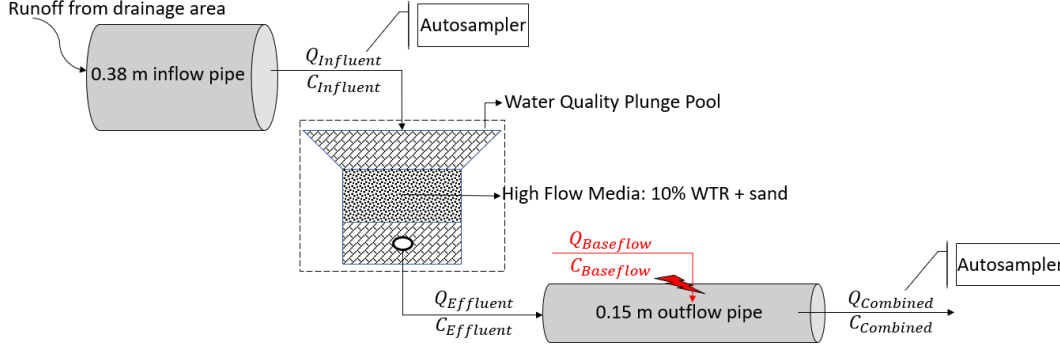 Runoff from drainage area
Autosampler
Q_Influent
C_Influent
0.38 m inflow pipe
Water Quality Plunge Pool
High Flow Media: 10% WTR + sand
Q_Baseflow
C_Baseflow
Autosampler
Q_Effluent
C_Effluent
0.15 m outflow pipe
Q_Combined
C_Combined